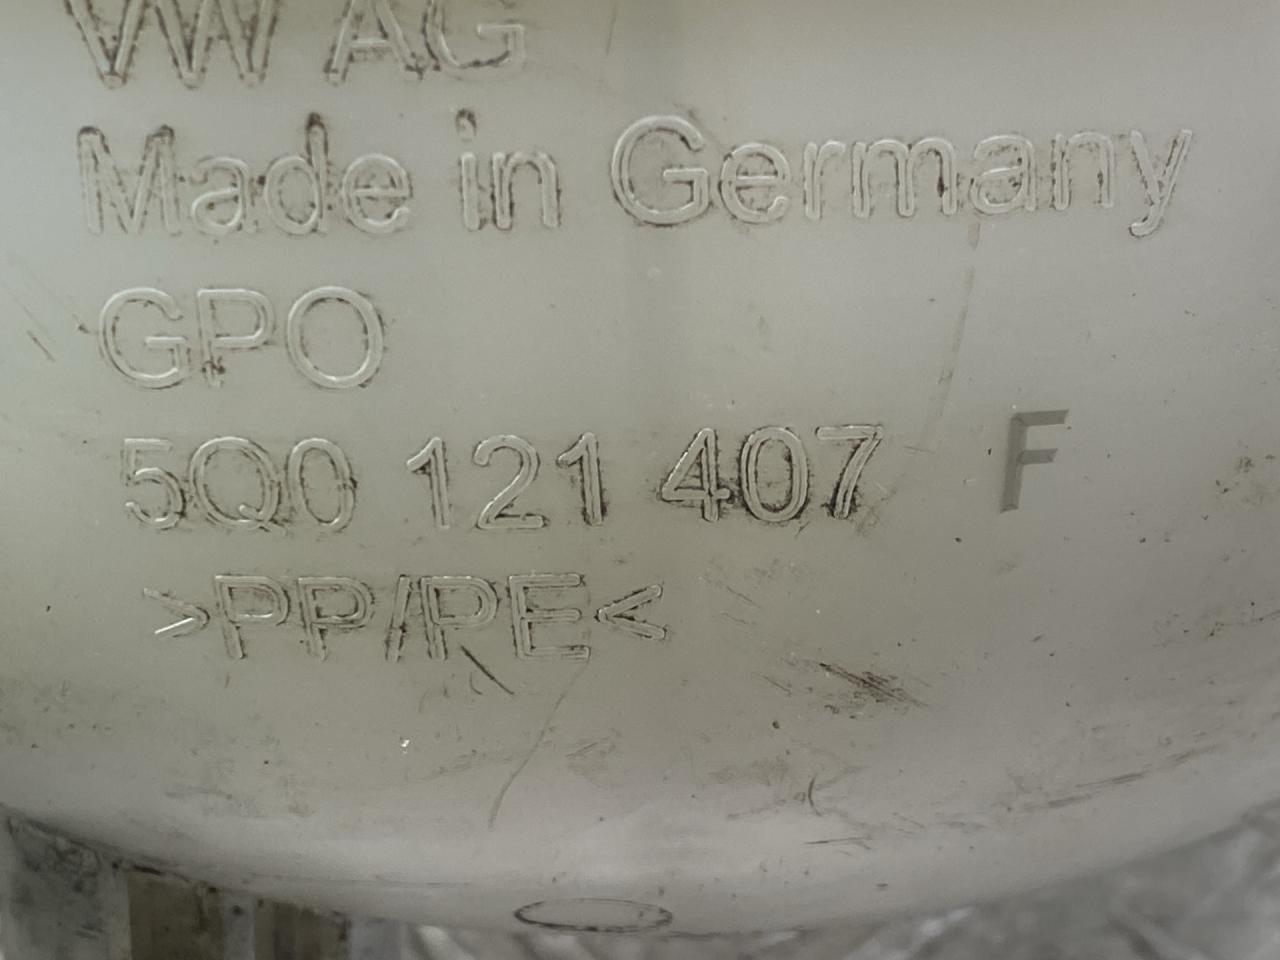 VW AG
Made in Germany
GPO
5Q0 121 407 F
>PP/PE<